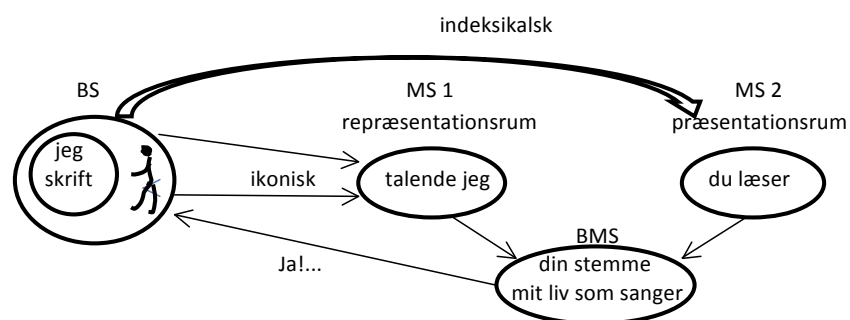 indeksikalsk
BS
MS 1
MS 2
repræsentationsrum
præsentationsrum
jeg
skrift
ikonisk
talende jeg
du læser
BMS
Ja!...
din stemme
mit liv som sanger